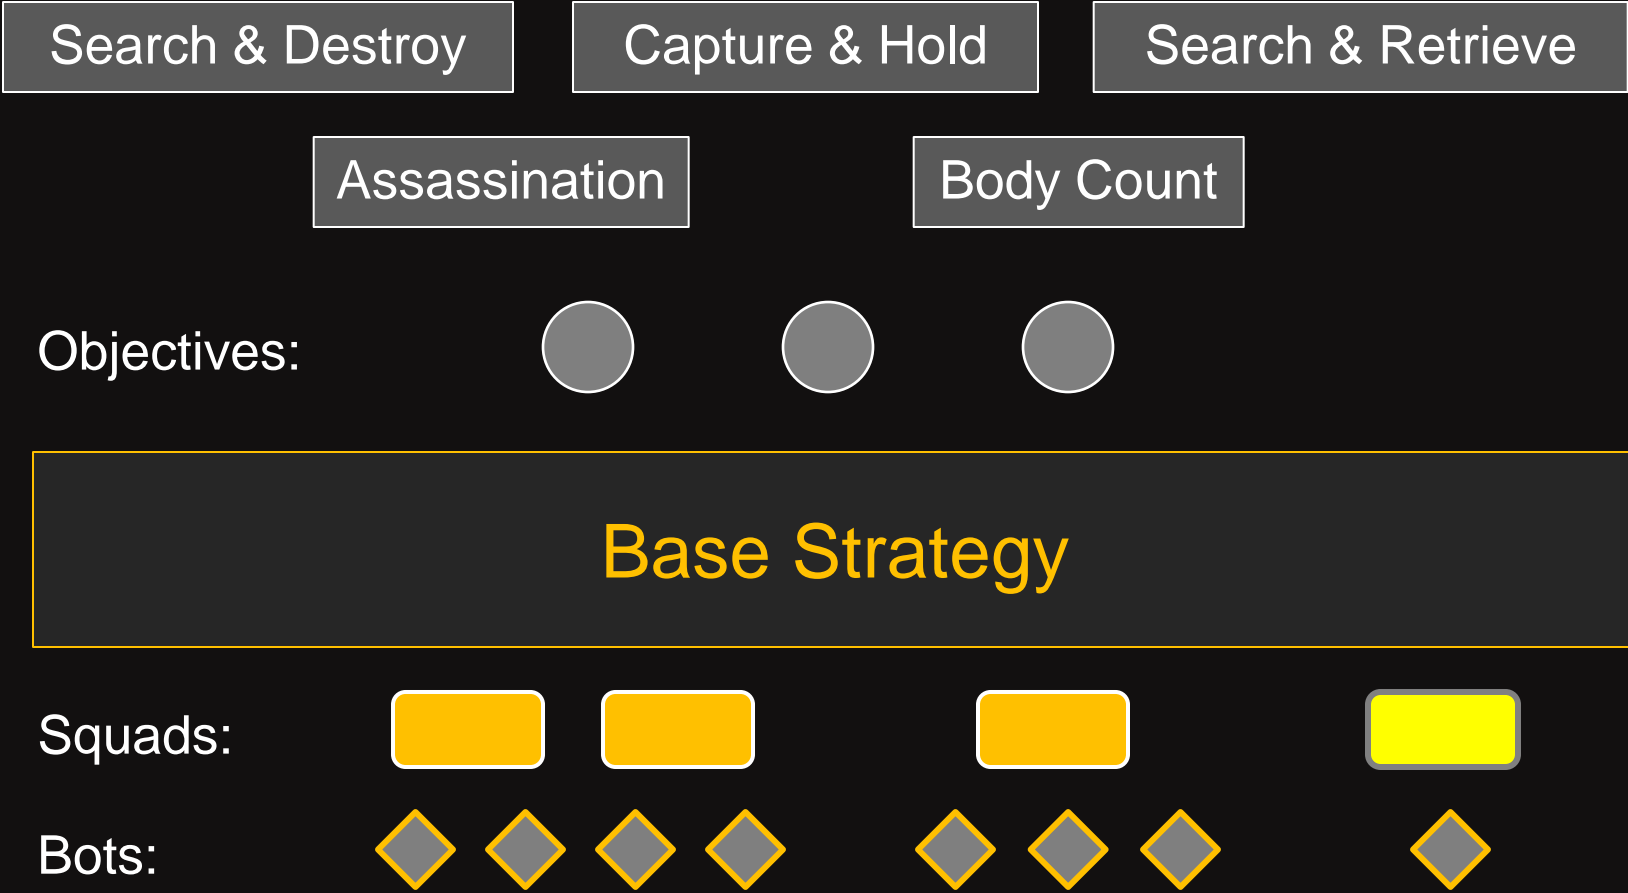 Search & Destroy
Capture & Hold
Search & Retrieve
Assassination
Body Count
Objectives:
Base Strategy
Squads:
Bots: